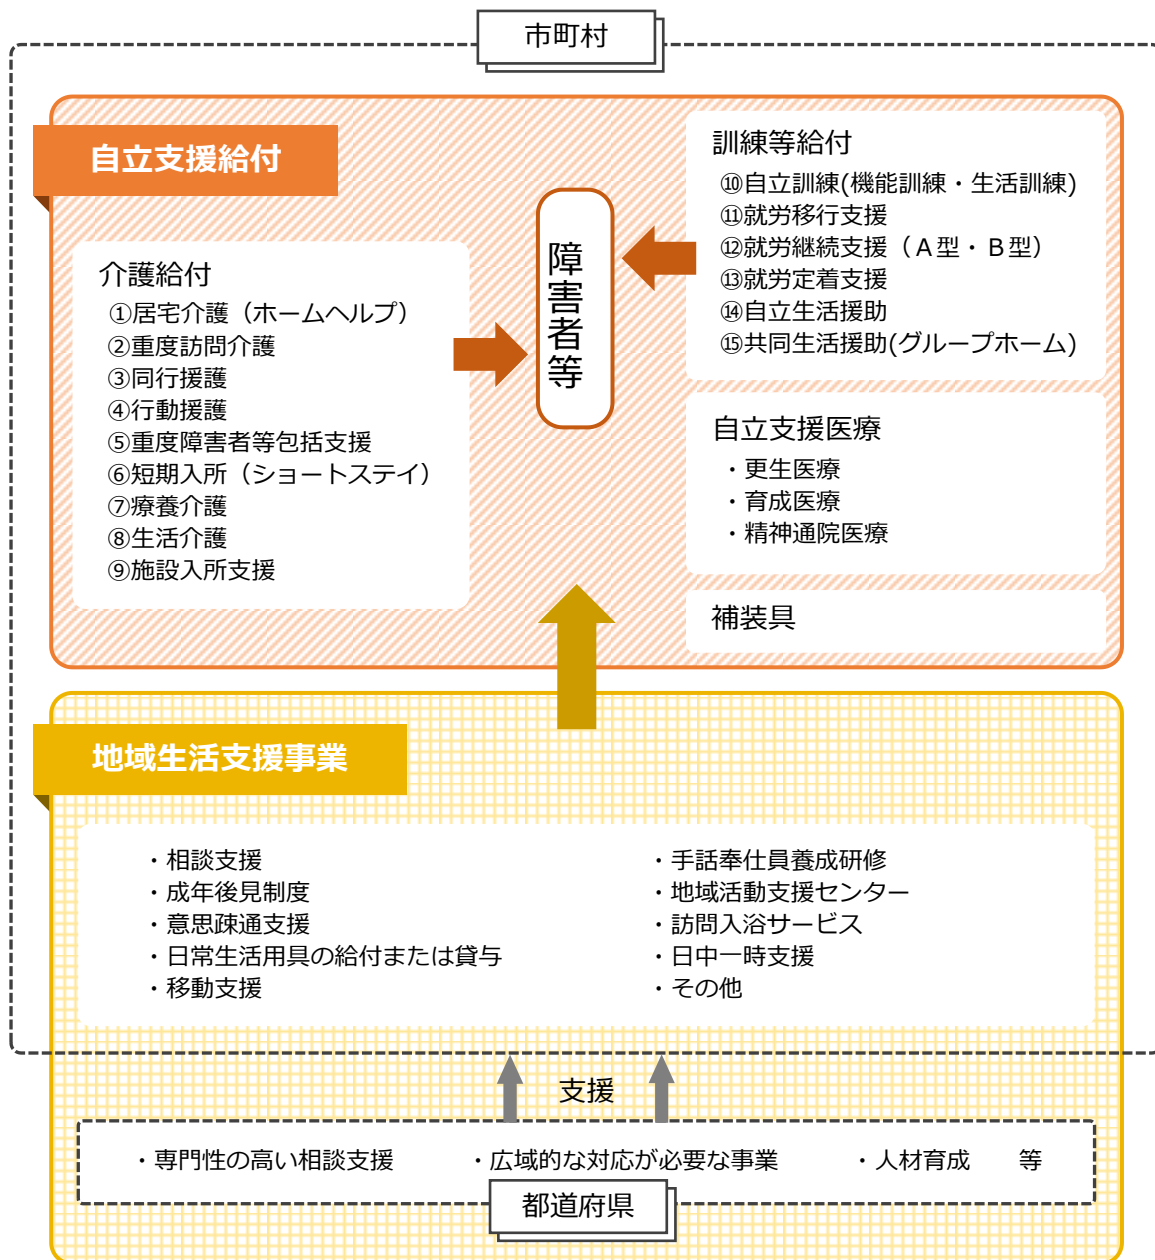 市町村
自立支援給付
介護給付
①居宅介護（ホームヘルプ）
②重度訪問介護
③同行援護
④行動援護
⑤重度障害者等包括支援
⑥短期入所（ショートステイ）
⑦療養介護
⑧生活介護
⑨施設入所支援
障害者等
訓練等給付
⑩自立訓練(機能訓練・生活訓練)
⑪就労移行支援
⑫就労継続支援（Ａ型・Ｂ型）
⑬就労定着支援
⑭自立生活援助
⑮共同生活援助(グループホーム)
自立支援医療
・更生医療
・育成医療
・精神通院医療
補装具
地域生活支援事業
・相談支援
・成年後見制度
・意思疎通支援
・日常生活用具の給付または貸与
・移動支援
・手話奉仕員養成研修
・地域活動支援センター
・訪問入浴サービス
・日中一時支援
・その他
支援
・専門性の高い相談支援　・広域的な対応が必要な事業　・人材育成　等
都道府県